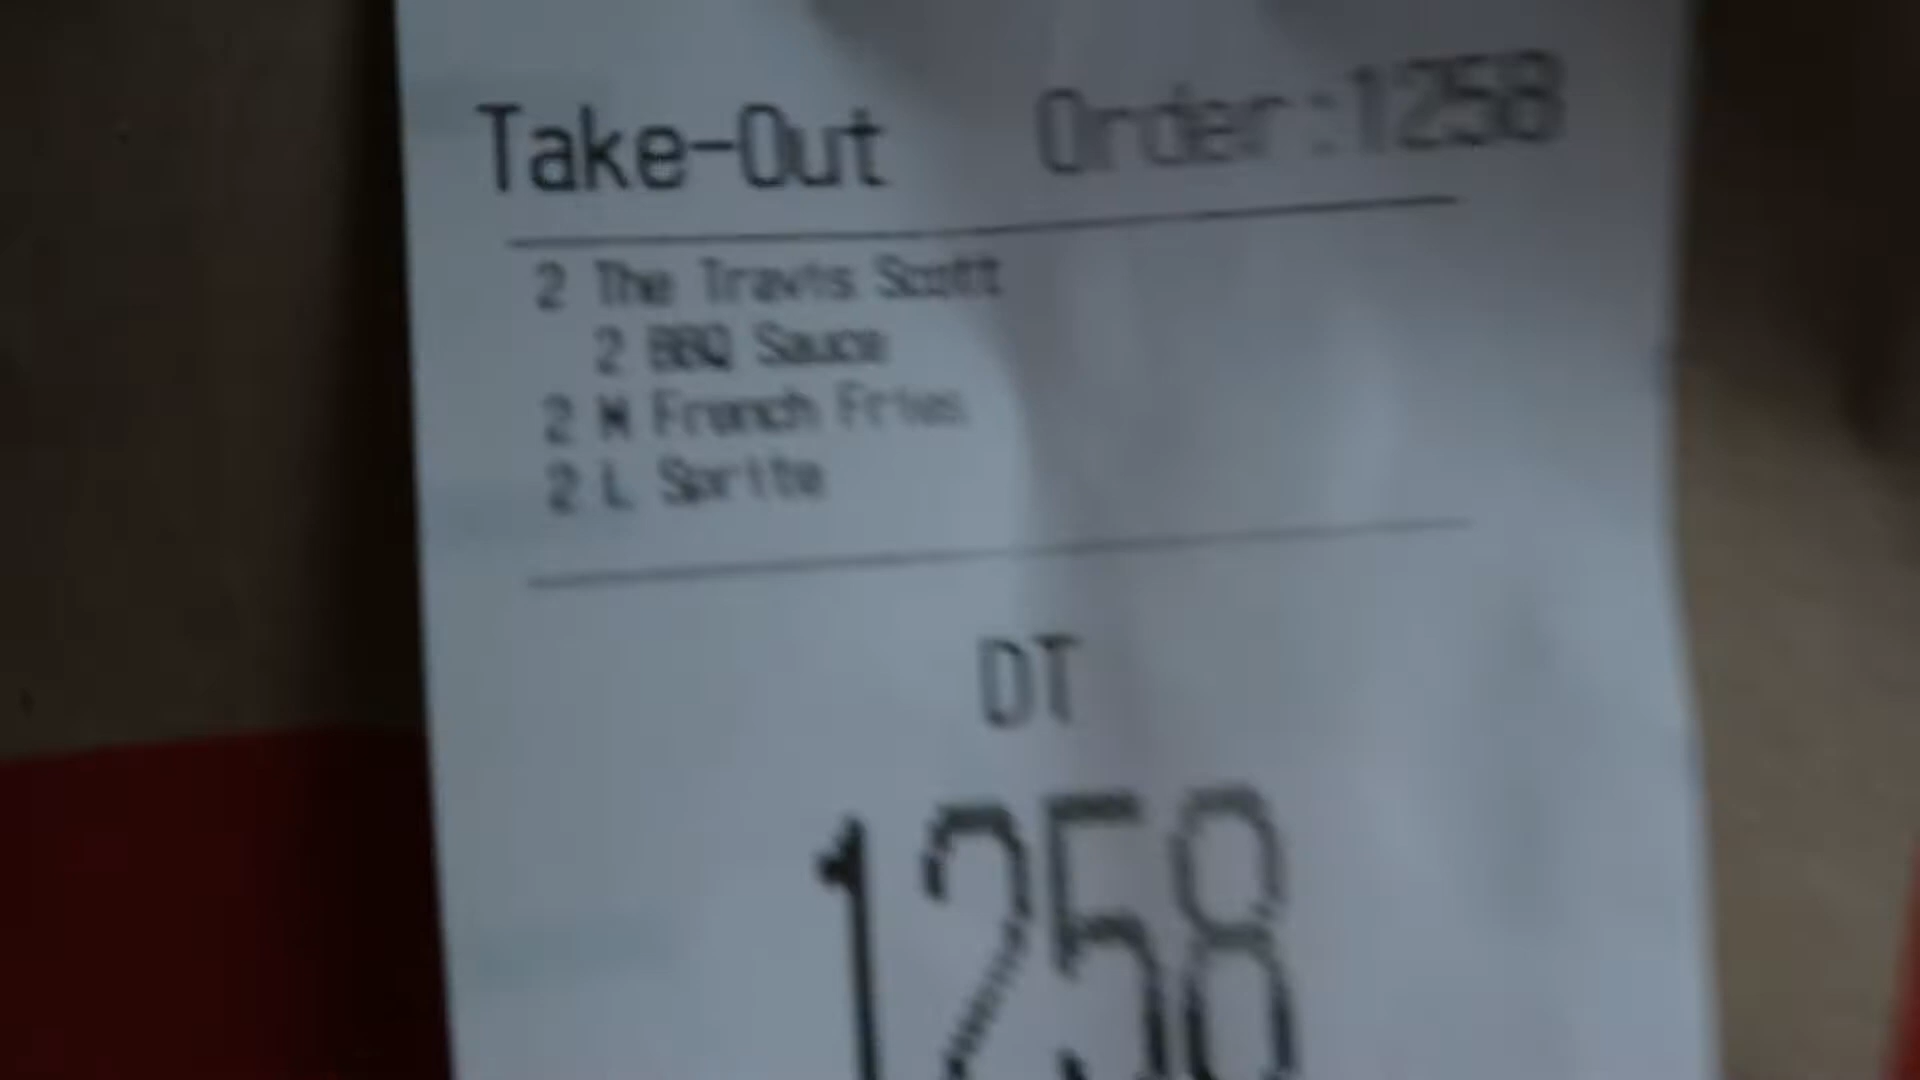 Take-Out Order:1258
2 The Travis Scott
2 BBQ Sauce
2 M French Fries
2 L Sprite
DT
1258